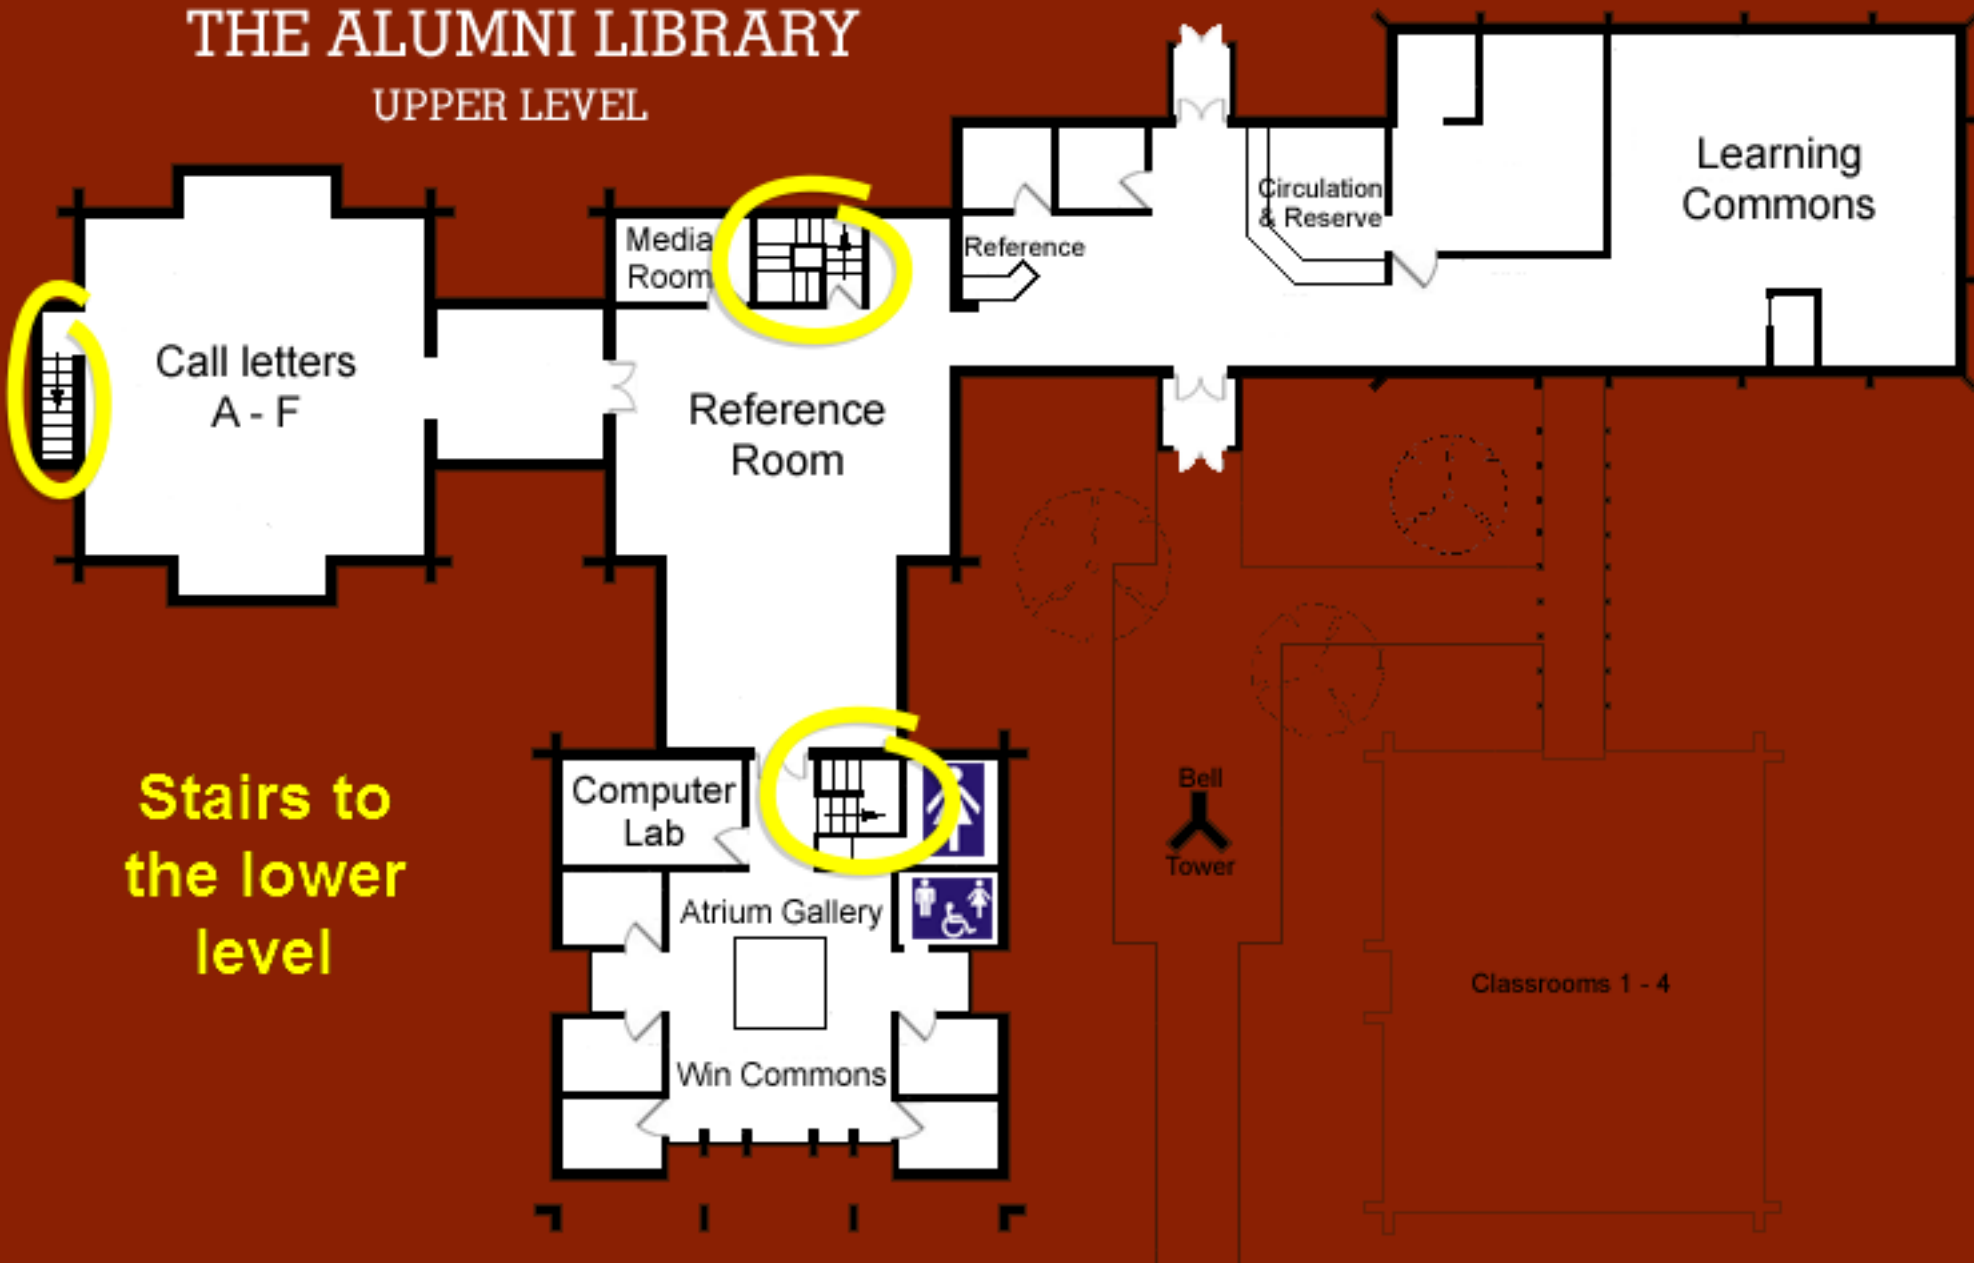 THE ALUMNI LIBRARY
UPPER LEVEL
Learning
Commons
Circulation
& Reserve
Media
Room
Reference
Call letters
A - F
Reference
Room
Stairs to
the lower
level
Computer
Lab
Bell
Tower
Atrium Gallery
Classrooms 1 - 4
Win Commons